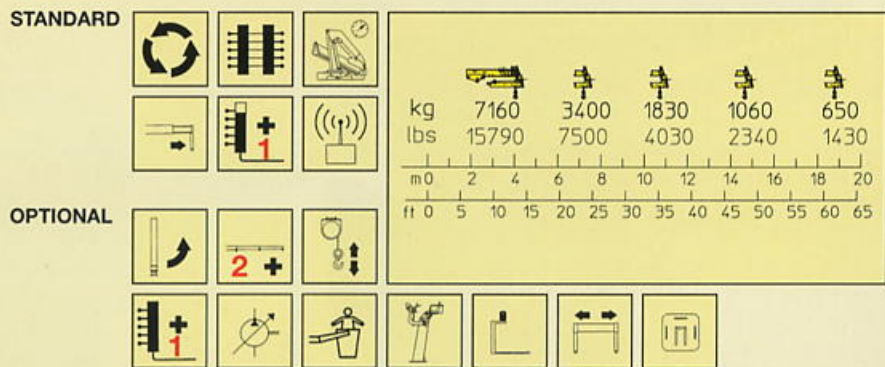 STANDARD
+
1
kg 7160 3400 1830 1060 650
lbs 15790 7500 4030 2340 1430
m 0 2 4 6 8 10 12 14 16 18 20
ft 0 5 10 15 20 25 30 35 40 45 50 55 60 65
OPTIONAL
2 +
+
1